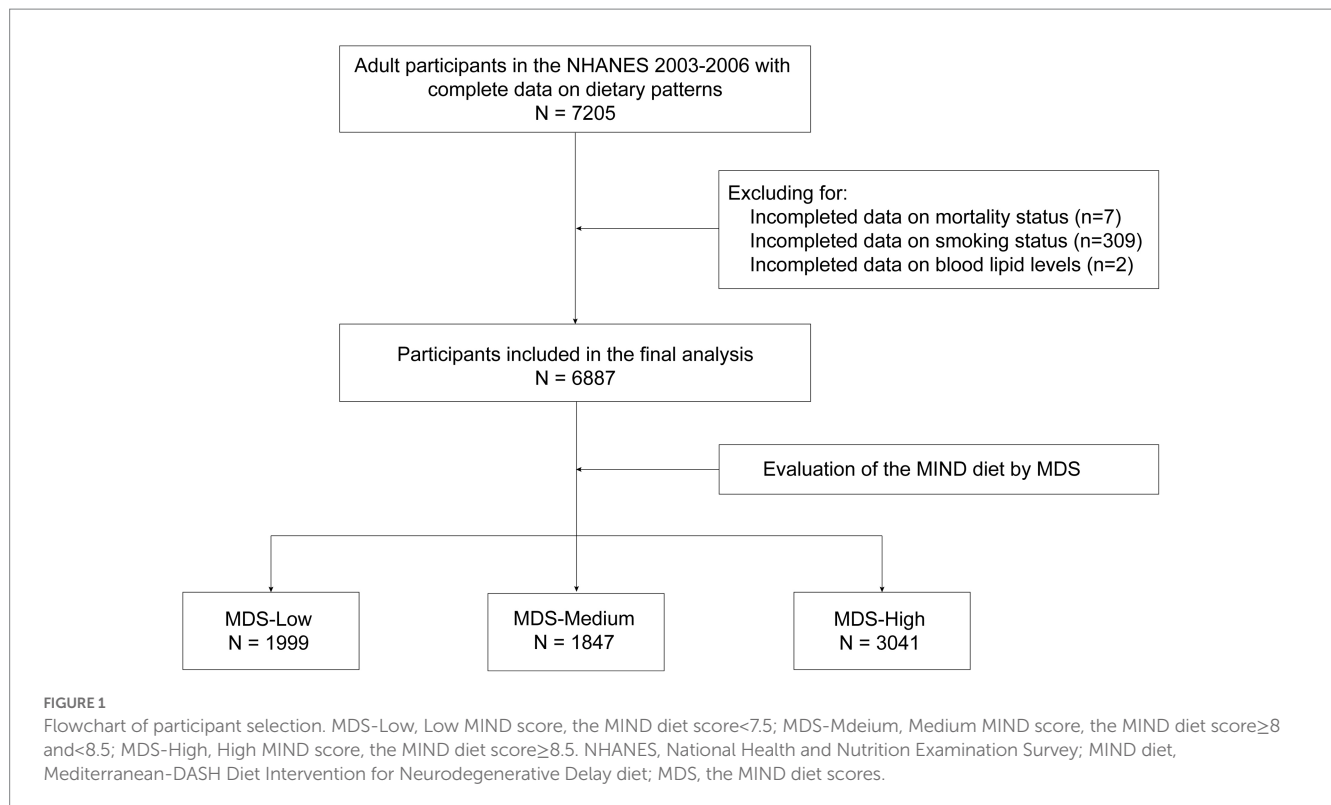 Adult participants in the NHANES 2003-2006 with
complete data on dietary patterns
N = 7205
Excluding for:
Incompleted data on mortality status (n=7)
Incompleted data on smoking status (n=309)
Incompleted data on blood lipid levels (n=2)
Participants included in the final analysis
N = 6887
Evaluation of the MIND diet by MDS
MDS-Low
N = 1999
MDS-Medium
N = 1847
MDS-High
N = 3041
FIGURE 1
Flowchart of participant selection. MDS-Low, Low MIND score, the MIND diet score<7.5; MDS-Mdeium, Medium MIND score, the MIND diet score≥8
and<8.5; MDS-High, High MIND score, the MIND diet score≥8.5. NHANES, National Health and Nutrition Examination Survey; MIND diet,
Mediterranean-DASH Diet Intervention for Neurodegenerative Delay diet; MDS, the MIND diet scores.